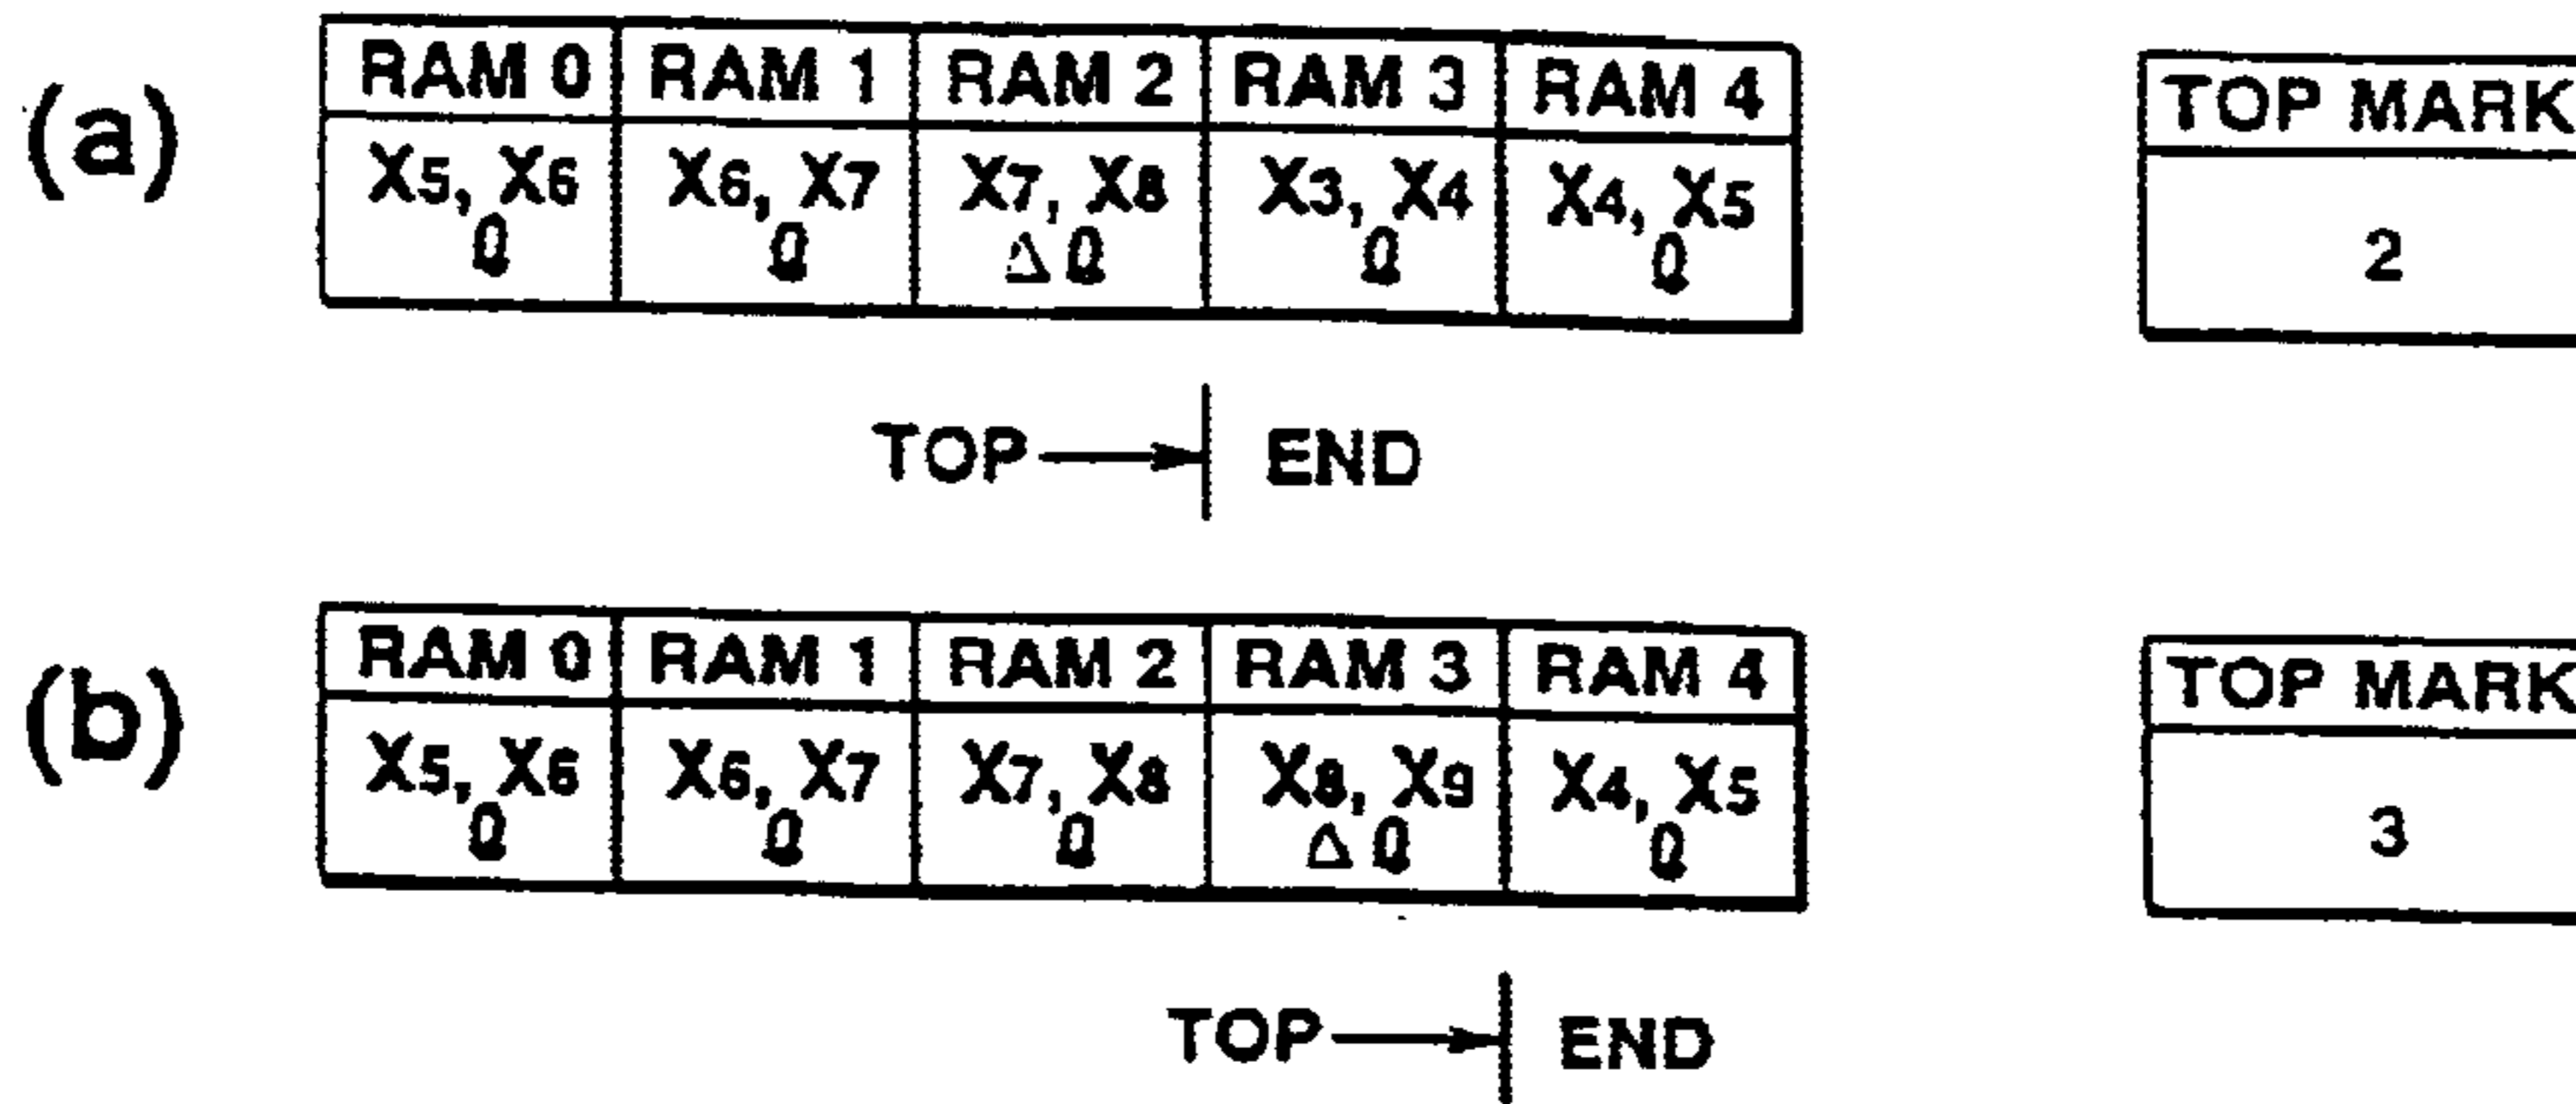 (a)
RAM 0 RAM 1 RAM 2 RAM 3 RAM 4 TOP MARK
X5, X6 X6, X7 X7, X8 X3, X4 X4, X5 2
Q Q Δ Q Q Q
TOP → END
(b)
RAM 0 RAM 1 RAM 2 RAM 3 RAM 4 TOP MARK
X5, X6 X6, X7 X7, X8 X8, X9 X4, X5 3
Q Q Q Δ Q Q
TOP → END